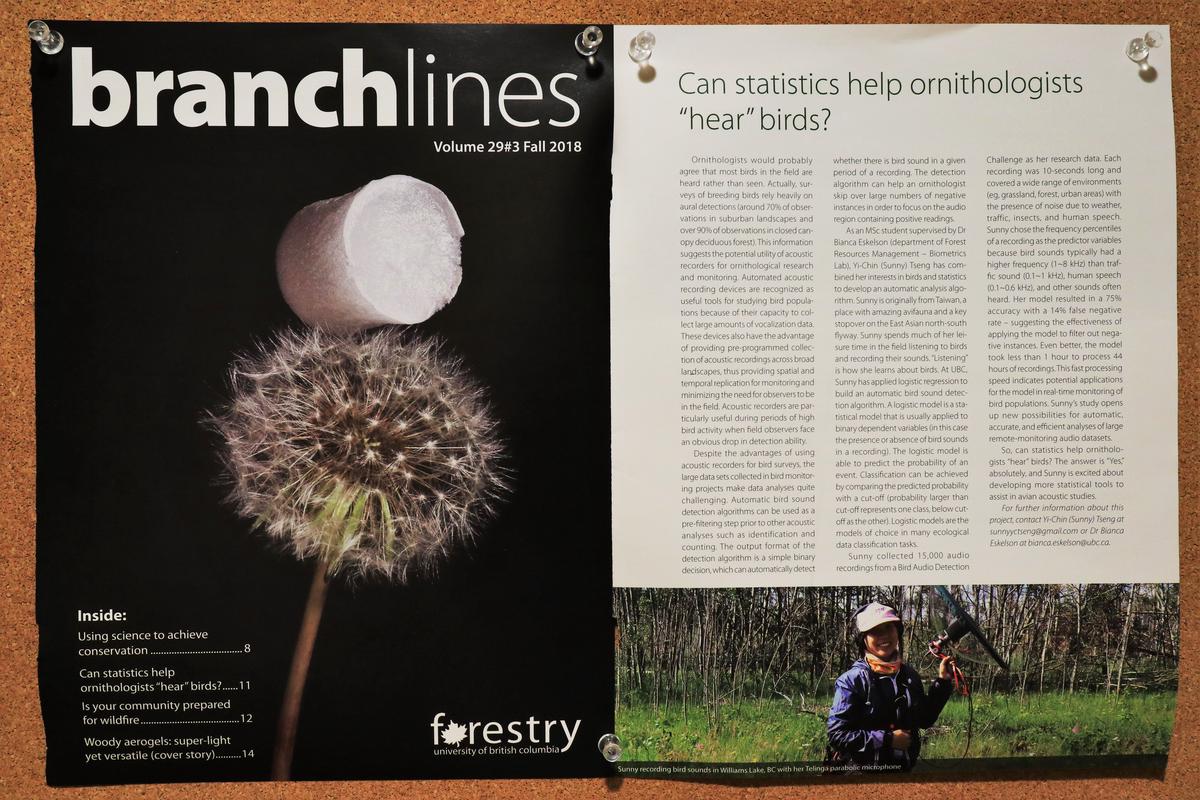 branchlines
Volume 29#3 Fall 2018
Inside:
Using science to achieve
conservation ................................... 8
Can statistics help
ornithologists “hear” birds?......11
Is your community prepared
for wildfire......................................12
Woody aerogels: super-light
yet versatile (cover story)..........14
forestry
university of british columbia
Can statistics help ornithologists
“hear” birds?
Ornithologists would probably
agree that most birds in the field are
heard rather than seen. Actually, sur-
veys of breeding birds rely heavily on
aural detections (around 70% of obser-
vations in suburban landscapes and
over 90% of observations in closed can-
opy deciduous forest). This information
suggests the potential utility of acoustic
recorders for ornithological research
and monitoring. Automated acoustic
recording devices are recognized as
useful tools for studying bird popula-
tions because of their capacity to col-
lect large amounts of vocalization data.
These devices also have the advantage
of providing pre-programmed collec-
tion of acoustic recordings across broad
landscapes, thus providing spatial and
temporal replication for monitoring and
minimizing the need for observers to be
in the field. Acoustic recorders are par-
ticularly useful during periods of high
bird activity when field observers face
an obvious drop in detection ability.
Despite the advantages of using
acoustic recorders for bird surveys, the
large data sets collected in bird monitor-
ing projects make data analyses quite
challenging. Automatic bird sound
detection algorithms can be used as a
pre-filtering step prior to other acoustic
analyses such as identification and
counting. The output format of the
detection algorithm is a simple binary
decision, which can automatically detect
whether there is bird sound in a given
period of a recording. The detection
algorithm can help an ornithologist
skip over large numbers of negative
instances in order to focus on the audio
region containing positive readings.
As an MSc student supervised by Dr
Bianca Eskelson (department of Forest
Resources Management – Biometrics
Lab), Yi-Chin (Sunny) Tseng has com-
bined her interests in birds and statistics
to develop an automatic analysis algo-
rithm. Sunny is originally from Taiwan, a
place with amazing avifauna and a key
stopover on the East Asian north-south
flyway. Sunny spends much of her lei-
sure time in the field listening to birds
and recording their sounds. “Listening”
is how she learns about birds. At UBC,
Sunny has applied logistic regression to
build an automatic bird sound detec-
tion algorithm. A logistic model is a sta-
tistical model that is usually applied to
binary dependent variables (in this case
the presence or absence of bird sounds
in a recording). The logistic model is
able to predict the probability of an
event. Classification can be achieved
by comparing the predicted probability
with a cut-off (probability larger than
cut-off represents one class, below cut-
off as the other). Logistic models are the
models of choice in many ecological
data classification tasks.
Sunny collected 15,000 audio
recordings from a Bird Audio Detection
Challenge as her research data. Each
recording was 10-seconds long and
covered a wide range of environments
(eg, grassland, forest, urban areas) with
the presence of noise due to weather,
traffic, insects, and human speech.
Sunny chose the frequency percentiles
of a recording as the predictor variables
because bird sounds typically had a
higher frequency (1~8 kHz) than traf-
fic sound (0.1~1 kHz), human speech
(0.1~0.6 kHz), and other sounds often
heard. Her model resulted in a 75%
accuracy with a 14% false negative
rate – suggesting the effectiveness of
applying the model to filter out nega-
tive instances. Even better, the model
took less than 1 hour to process 44
hours of recordings. This fast processing
speed indicates potential applications
for the model in real-time monitoring of
bird populations. Sunny's study opens
up new possibilities for automatic,
accurate, and efficient analyses of large
remote-monitoring audio datasets.
So, can statistics help ornitholo-
gists “hear” birds? The answer is “Yes,”
absolutely, and Sunny is excited about
developing more statistical tools to
assist in avian acoustic studies.
For further information about this
project, contact Yi-Chin (Sunny) Tseng at
sunnyyctseng@gmail.com or Dr Bianca
Eskelson at bianca.eskelson@ubc.ca.
Sunny recording bird sounds in Williams Lake, BC with her Telinga parabolic microphone